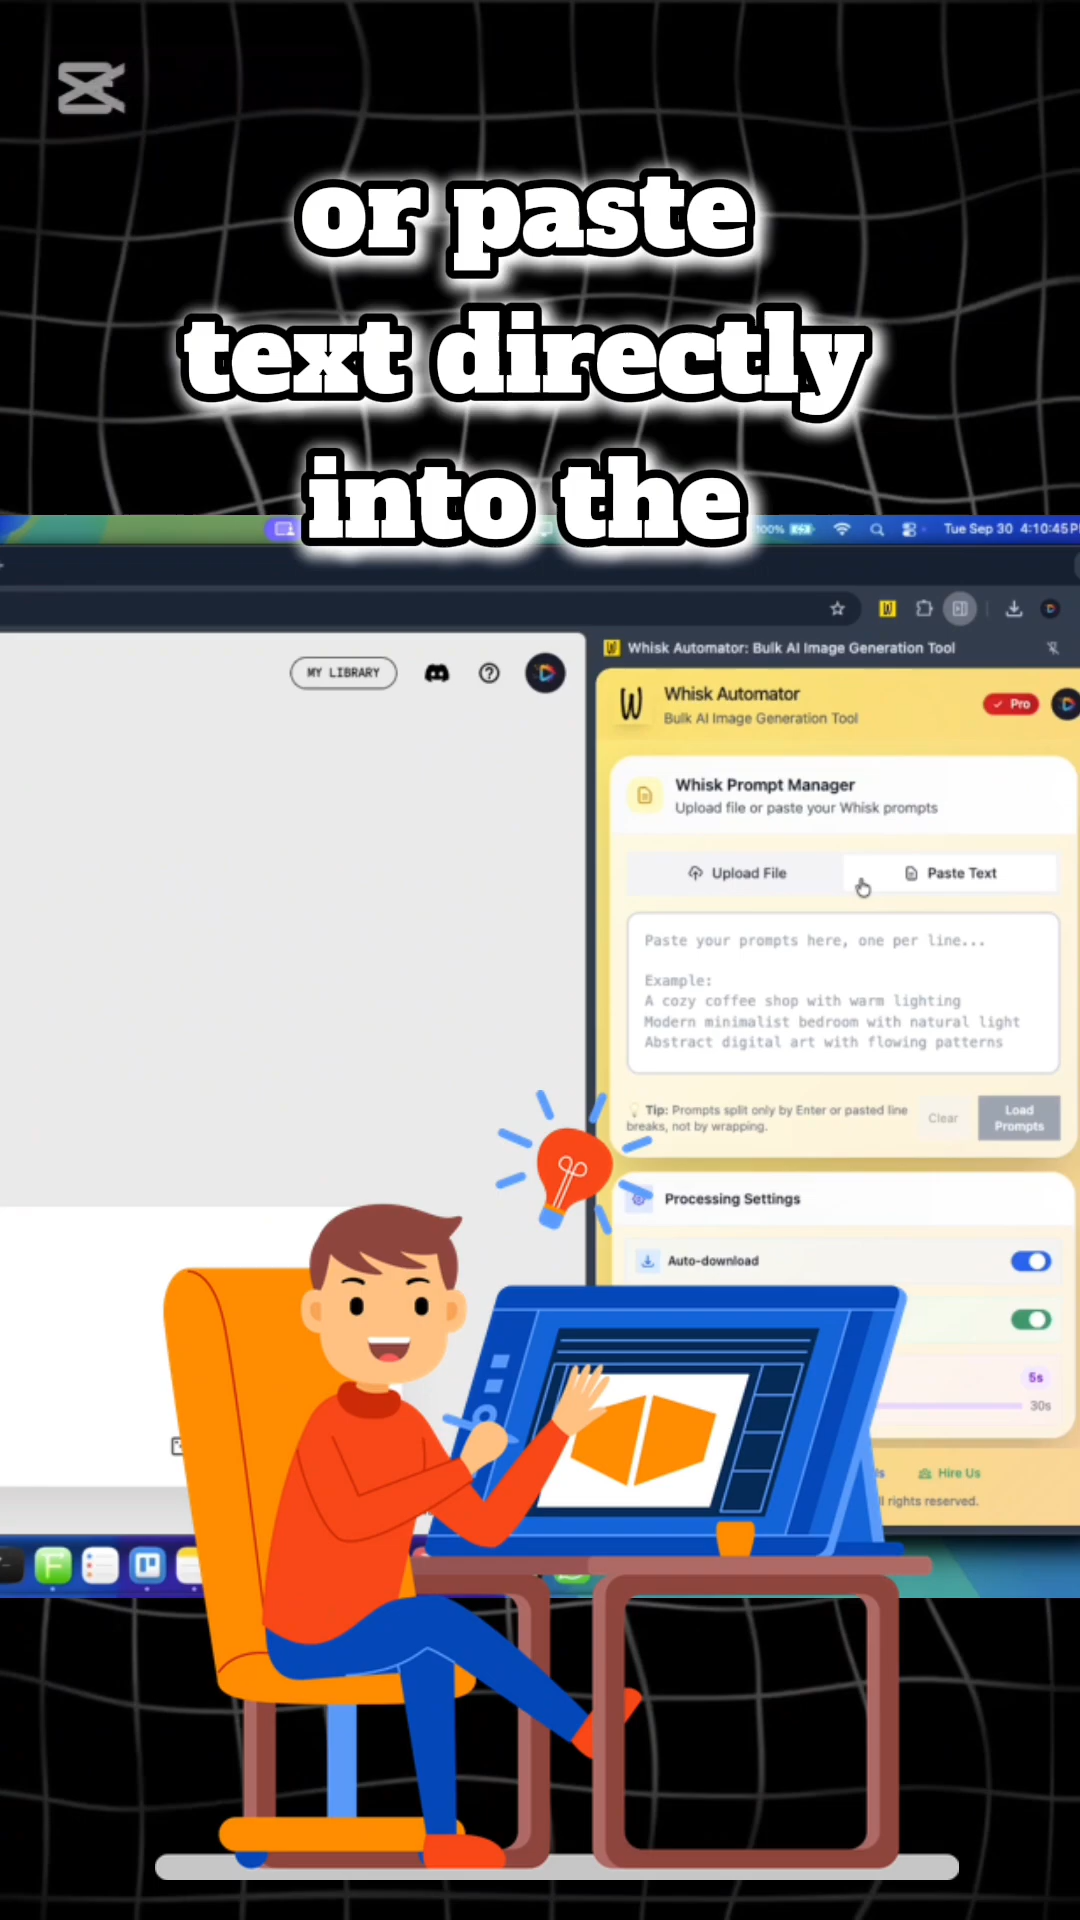 or paste
text directly
into the
100%
Tue Sep 30 4:10:45 P
Whisk Automator: Bulk AI Image Generation Tool
MY LIBRARY
Whisk Automator
Bulk AI Image Generation Tool
Pro
Whisk Prompt Manager
Upload file or paste your Whisk prompts
Upload File
Paste Text
Paste your prompts here, one per line...
Example:
A cozy coffee shop with warm lighting
Modern minimalist bedroom with natural light
Abstract digital art with flowing patterns
Tip: Prompts split only by Enter or pasted line
breaks, not by wrapping.
Clear
Load
Prompts
Processing Settings
Auto-download
5s
30s
ls
Hire Us
ll rights reserved.